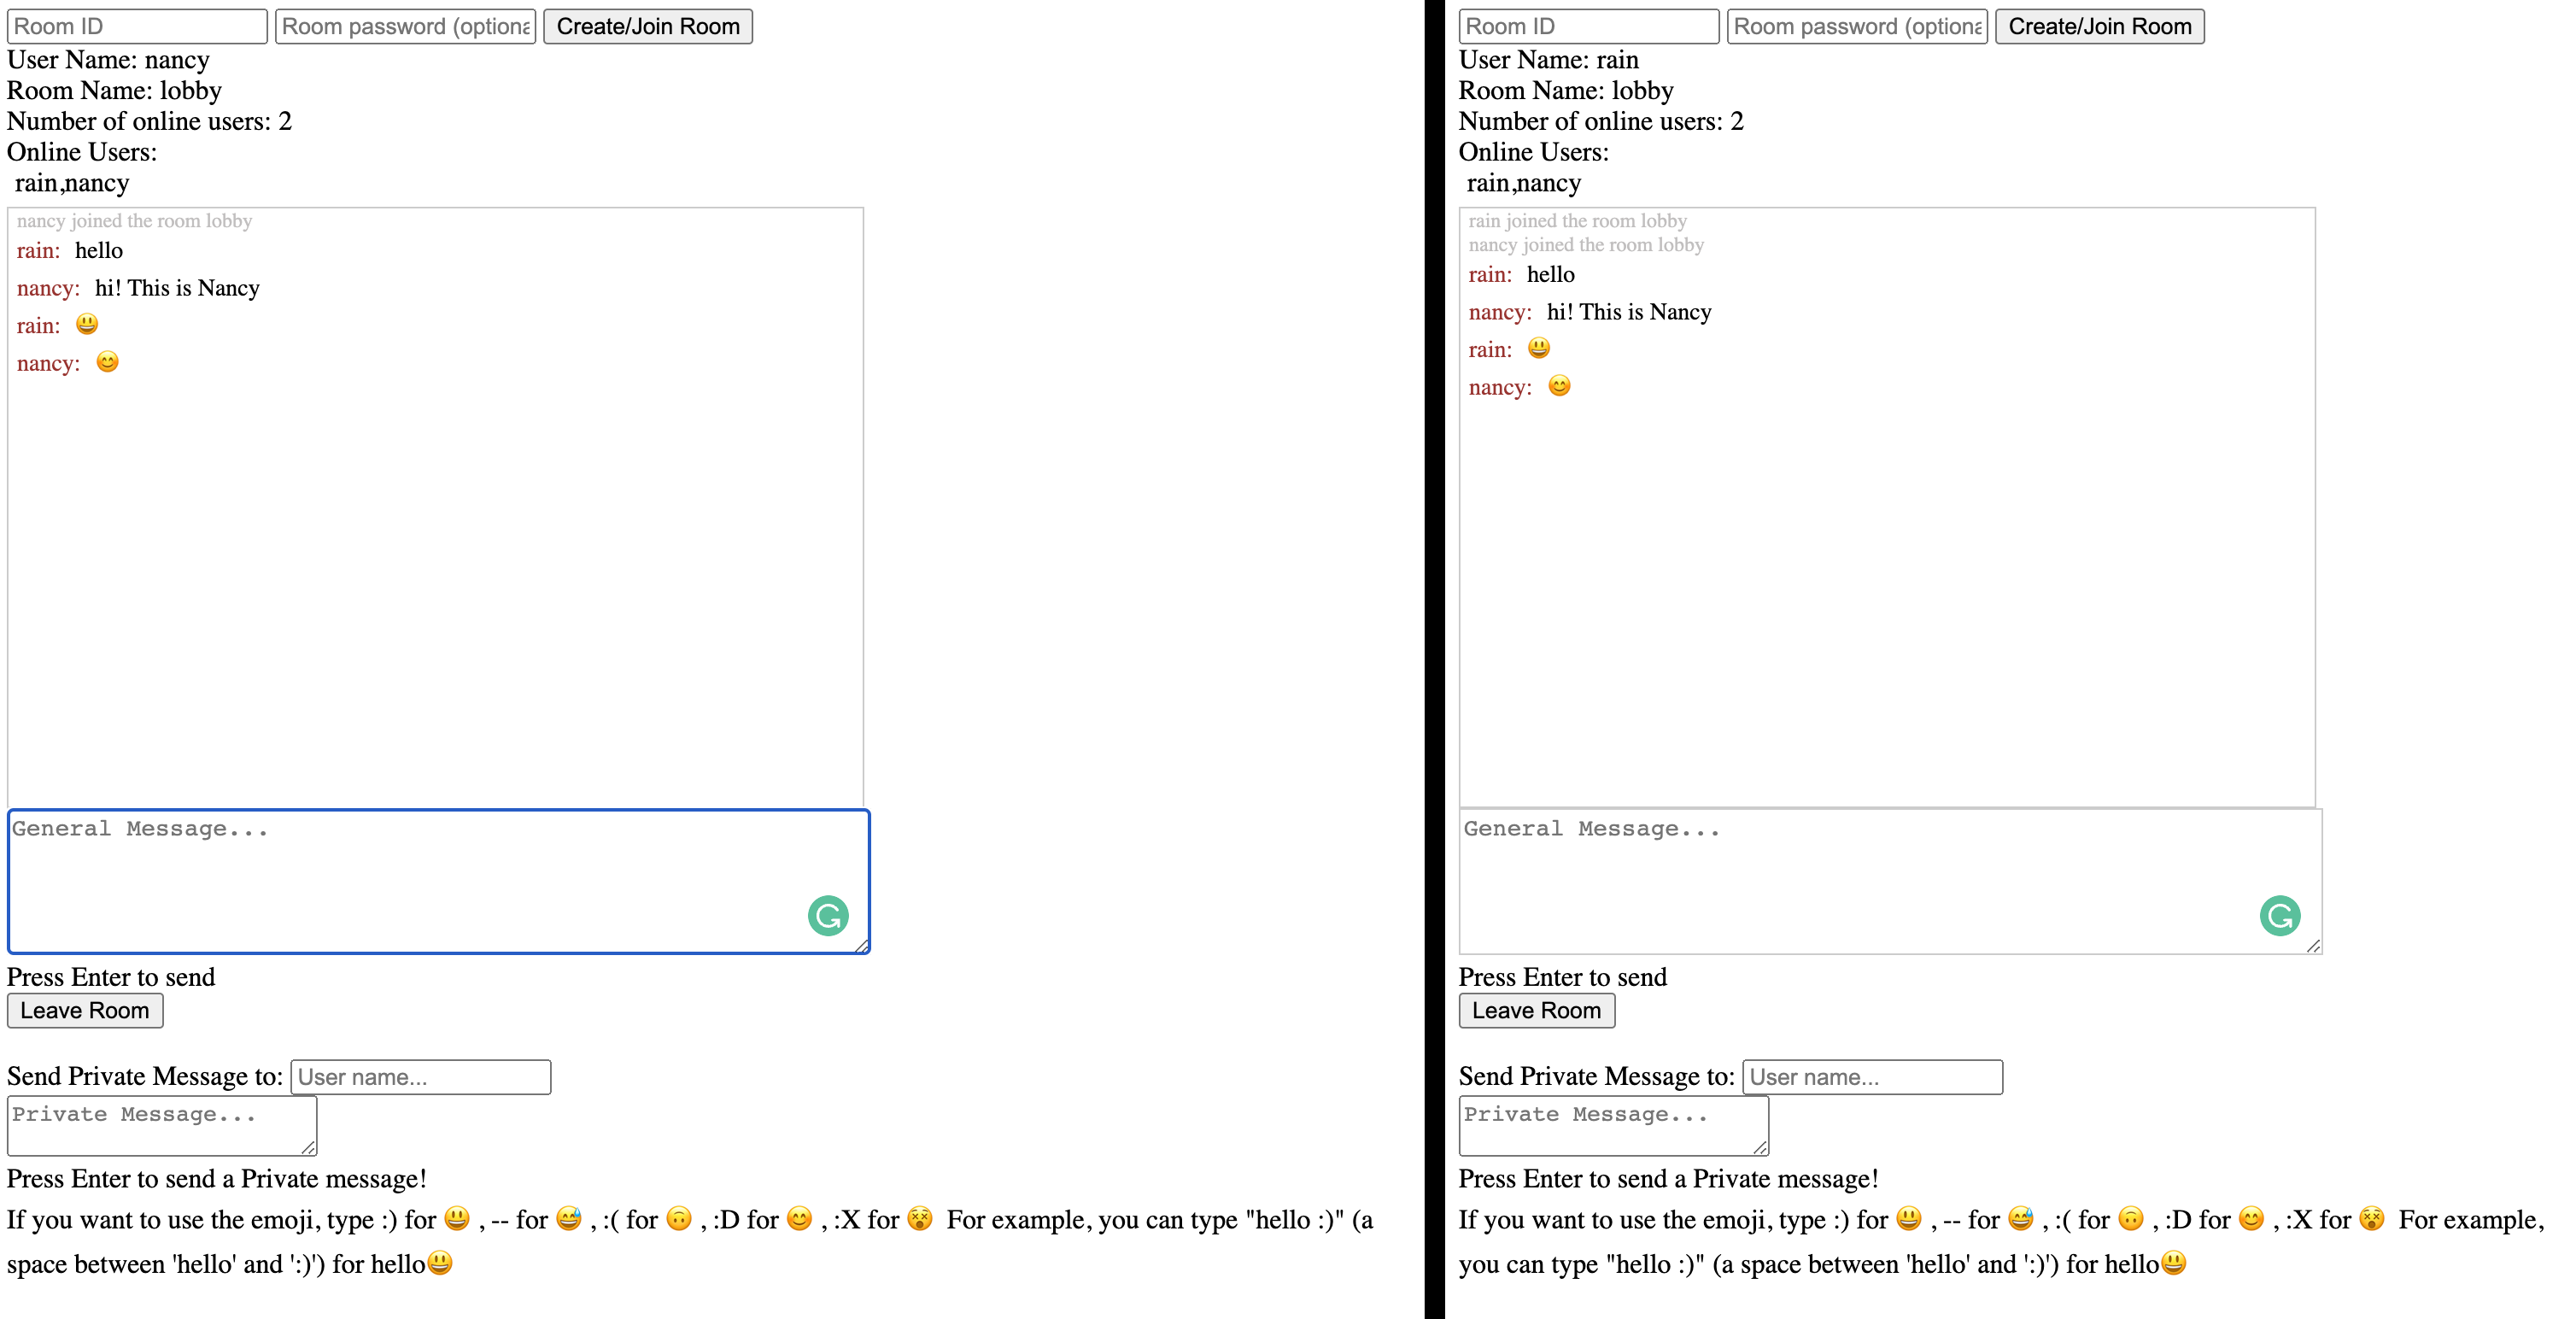 Room ID Room password (optiona Create/Join Room
User Name: nancy
Room Name: lobby
Number of online users: 2
Online Users:
rain,nancy
nancy joined the room lobby
rain: hello
nancy: hi! This is Nancy
rain: 😃
nancy: 😊
General Message...
Press Enter to send
Leave Room
Send Private Message to: User name...
Private Message...
Press Enter to send a Private message!
If you want to use the emoji, type :) for 😃 , -- for 😅 , :( for 🙃 , :D for 😊 , :X for 😵 For example, you can type "hello :)" (a
space between 'hello' and ':)') for hello😃
Room ID Room password (optiona Create/Join Room
User Name: rain
Room Name: lobby
Number of online users: 2
Online Users:
rain,nancy
rain joined the room lobby
nancy joined the room lobby
rain: hello
nancy: hi! This is Nancy
rain: 😃
nancy: 😊
General Message...
Press Enter to send
Leave Room
Send Private Message to: User name...
Private Message...
Press Enter to send a Private message!
If you want to use the emoji, type :) for 😃 , -- for 😅 , :( for 🙃 , :D for 😊 , :X for 😵 For example,
you can type "hello :)" (a space between 'hello' and ':)') for hello😃